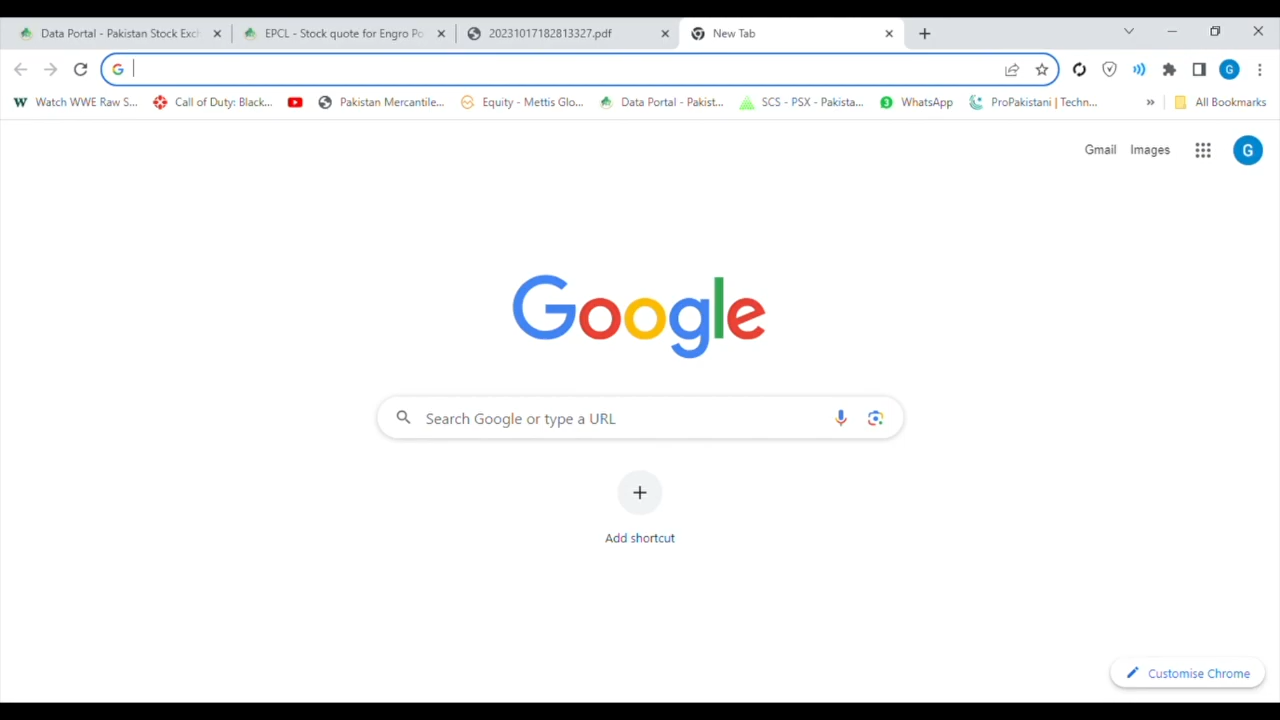 Data Portal - Pakistan Stock Exch
EPCL - Stock quote for Engro Po
20231017182813327.pdf
New Tab
G
G
Watch WWE Raw S...
Call of Duty: Black...
Pakistan Mercantile...
Equity - Mettis Glo...
Data Portal - Pakist...
SCS - PSX - Pakista...
WhatsApp
ProPakistani | Techn...
»
All Bookmarks
Gmail
Images
G
Google
Search Google or type a URL
Add shortcut
Customise Chrome